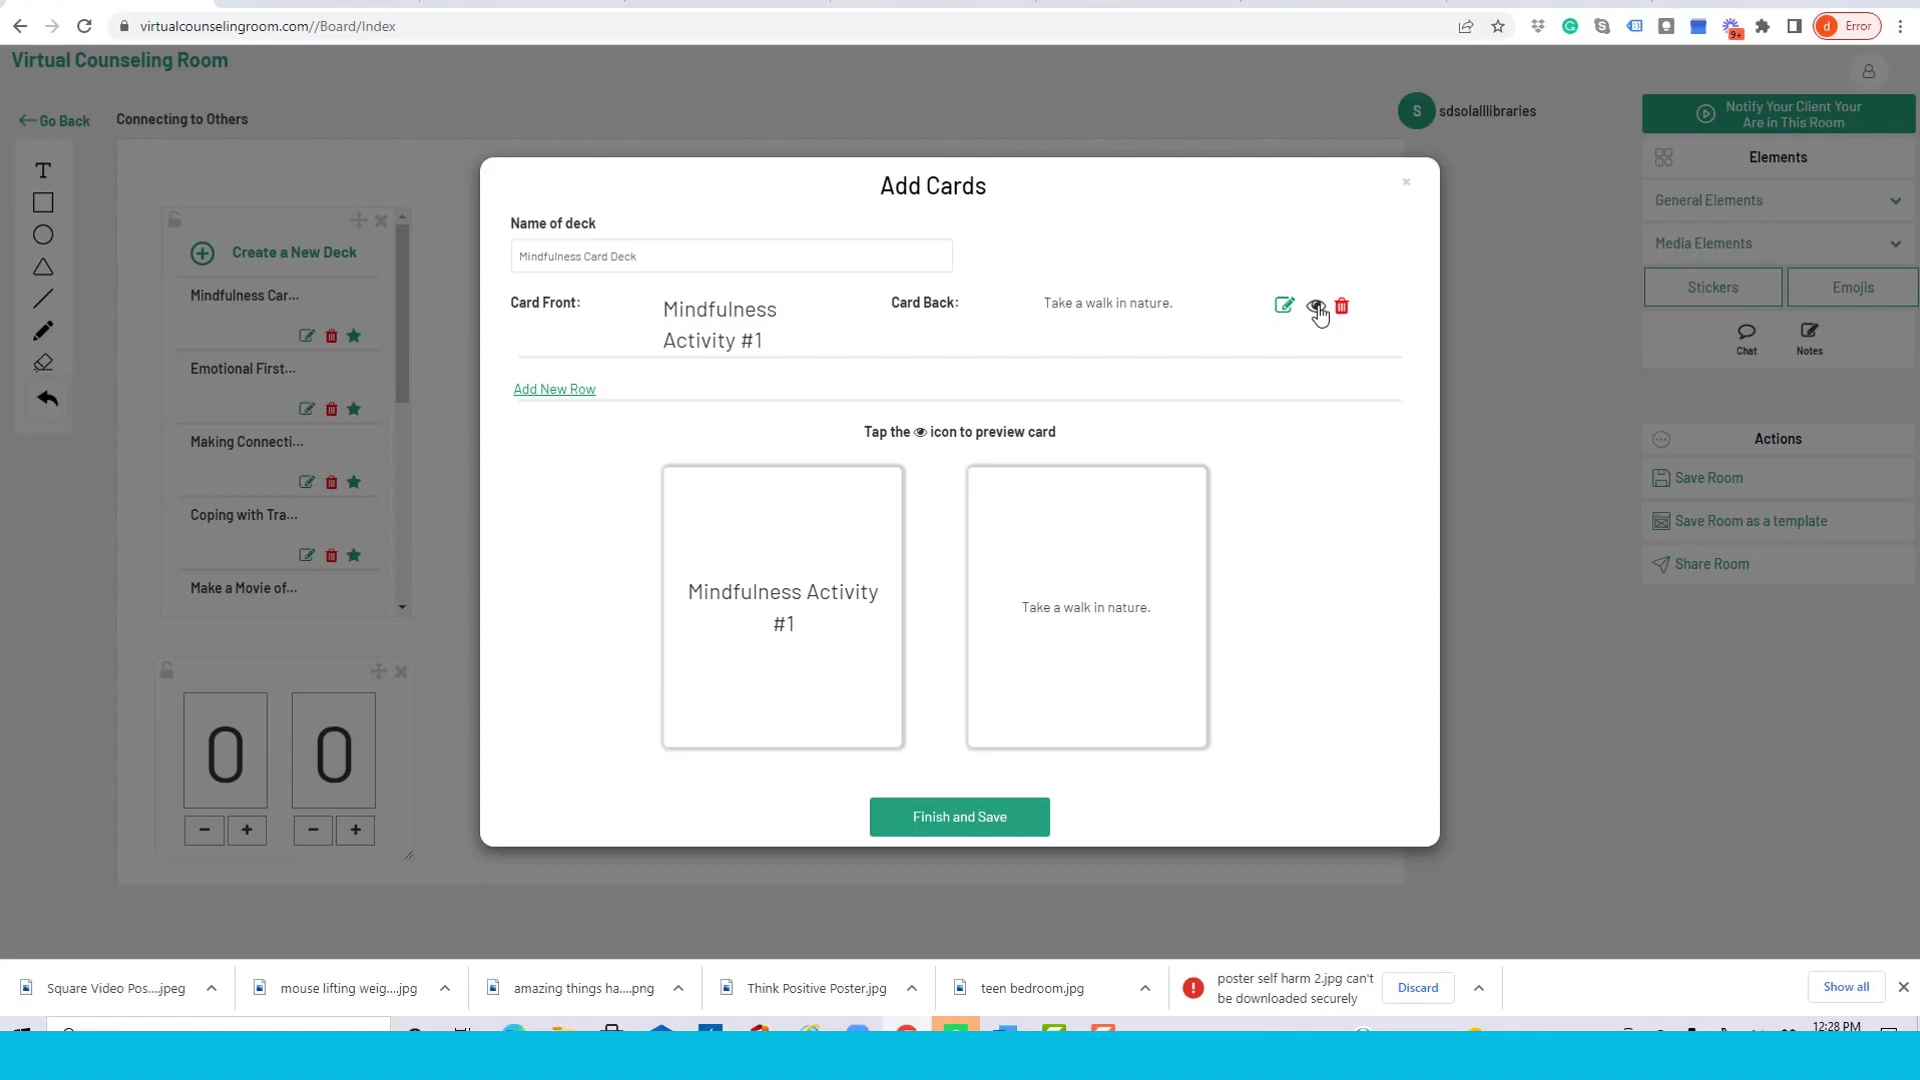 virtualcounselingroom.com//Board/Index
9+
d
Error
Virtual Counseling Room
Go Back
Connecting to Others
S
sdsolalllibraries
Notify Your Client Your
Are in This Room
T
Create a New Deck
Mindfulness Car...
Emotional First...
Making Connecti...
Coping with Tra...
Make a Movie of...
0
0
− + − +
Add Cards
×
Name of deck
Mindfulness Card Deck
Card Front:
Mindfulness
Activity #1
Card Back:
Take a walk in nature.
Add New Row
Tap the icon to preview card
Mindfulness Activity
#1
Take a walk in nature.
Finish and Save
Elements
General Elements
Media Elements
Stickers
Emojis
Chat
Notes
Actions
Save Room
Save Room as a template
Share Room
Square Video Pos....jpeg
mouse lifting weig....jpg
amazing things ha....png
Think Positive Poster.jpg
teen bedroom.jpg
poster self harm 2.jpg can't
be downloaded securely
Discard
Show all
12:28 PM